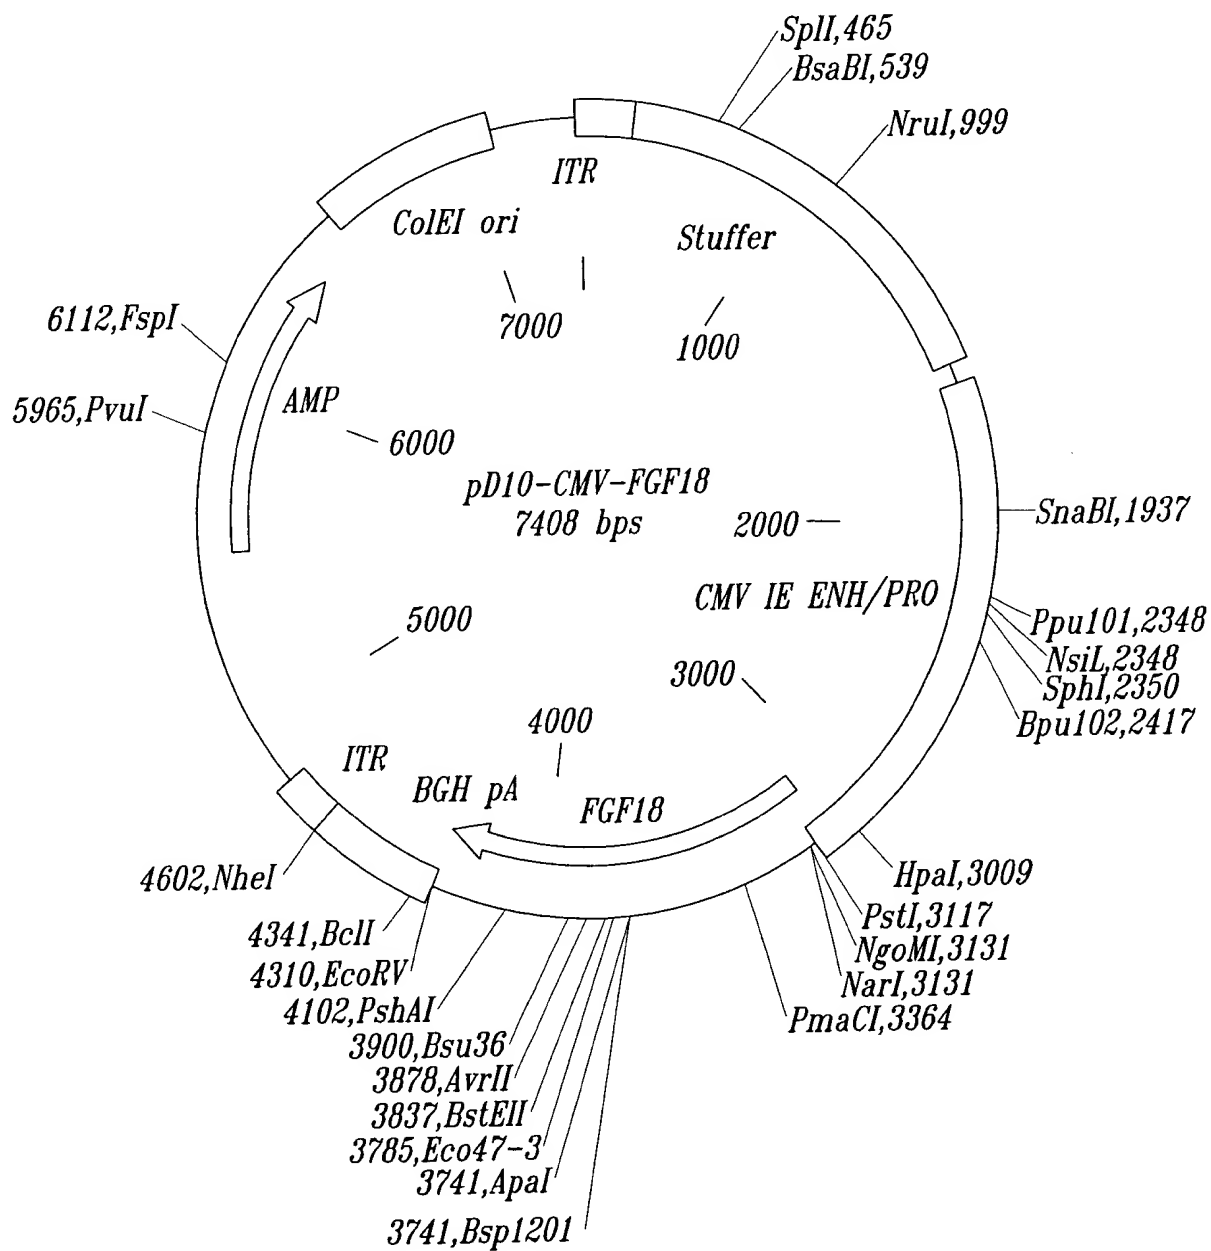 SplI,465
BsaBI,539
NruI,999
ITR
ColEI ori
Stuffer
7000
1000
6112,FspI
5965,PvuI
AMP
6000
pD10-CMV-FGF18
7408 bps
2000
SnaBI,1937
CMV IE ENH/PRO
Ppu101,2348
NsiL,2348
SphI,2350
Bpu102,2417
5000
3000
4000
ITR
BGH pA
FGF18
4602,NheI
HpaI,3009
PstI,3117
NgoMI,3131
NarI,3131
PmaCI,3364
4341,BclI
4310,EcoRV
4102,PshAI
3900,Bsu36
3878,AvrII
3837,BstEII
3785,Eco47-3
3741,ApaI
3741,Bsp1201